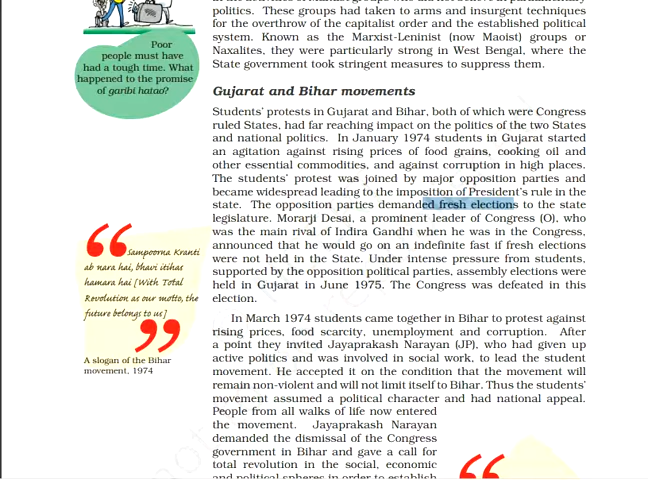 politics. These groups had taken to arms and insurgent techniques
for the overthrow of the capitalist order and the established political
system. Known as the Marxist-Leninist (now Maoist) groups or
Naxalites, they were particularly strong in West Bengal, where the
State government took stringent measures to suppress them.
Poor
people must have
had a tough time. What
happened to the promise
of garibi hatao?
Gujarat and Bihar movements
Students' protests in Gujarat and Bihar, both of which were Congress
ruled States, had far reaching impact on the politics of the two States
and national politics. In January 1974 students in Gujarat started
an agitation against rising prices of food grains, cooking oil and
other essential commodities, and against corruption in high places.
The students' protest was joined by major opposition parties and
became widespread leading to the imposition of President's rule in the
state. The opposition parties demanded fresh elections to the state
legislature. Morarji Desai, a prominent leader of Congress (O), who
was the main rival of Indira Gandhi when he was in the Congress,
announced that he would go on an indefinite fast if fresh elections
were not held in the State. Under intense pressure from students,
supported by the opposition political parties, assembly elections were
held in Gujarat in June 1975. The Congress was defeated in this
election.
Sampoorna Kranti
ab nara hai, bhavi itihas
hamara hai [With Total
Revolution as our motto, the
future belongs to us]
A slogan of the Bihar
movement, 1974
In March 1974 students came together in Bihar to protest against
rising prices, food scarcity, unemployment and corruption. After
a point they invited Jayaprakash Narayan (JP), who had given up
active politics and was involved in social work, to lead the student
movement. He accepted it on the condition that the movement will
remain non-violent and will not limit itself to Bihar. Thus the students'
movement assumed a political character and had national appeal.
People from all walks of life now entered
the movement. Jayaprakash Narayan
demanded the dismissal of the Congress
government in Bihar and gave a call for
total revolution in the social, economic
and political spheres in order to establish